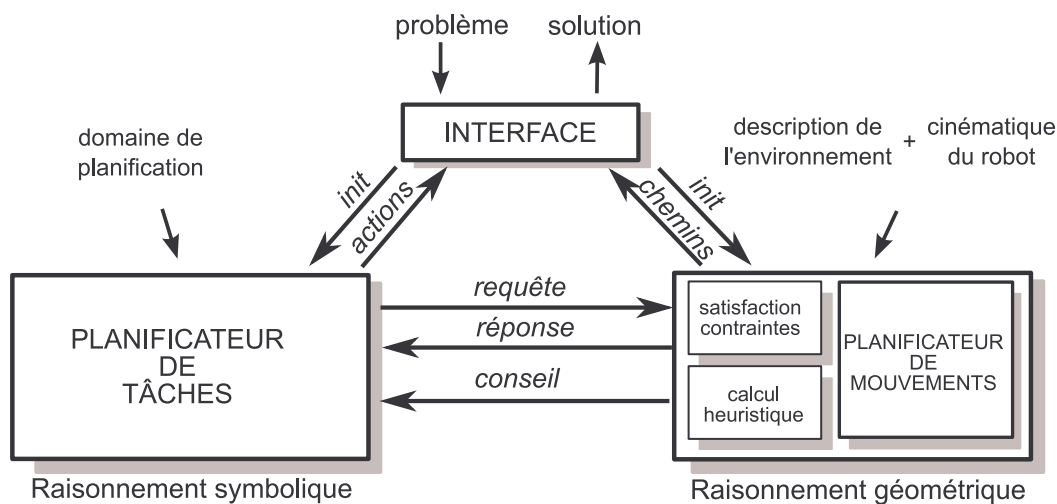 problème
solution
INTERFACE
domaine de
planification
description de
l'environnement
+
cinématique
du robot
init
actions
chemins
init
PLANIFICATEUR
DE
TÂCHES
requête
réponse
conseil
satisfaction
contraintes
calcul
heuristique
PLANIFICATEUR
DE
MOUVEMENTS
Raisonnement symbolique
Raisonnement géométrique